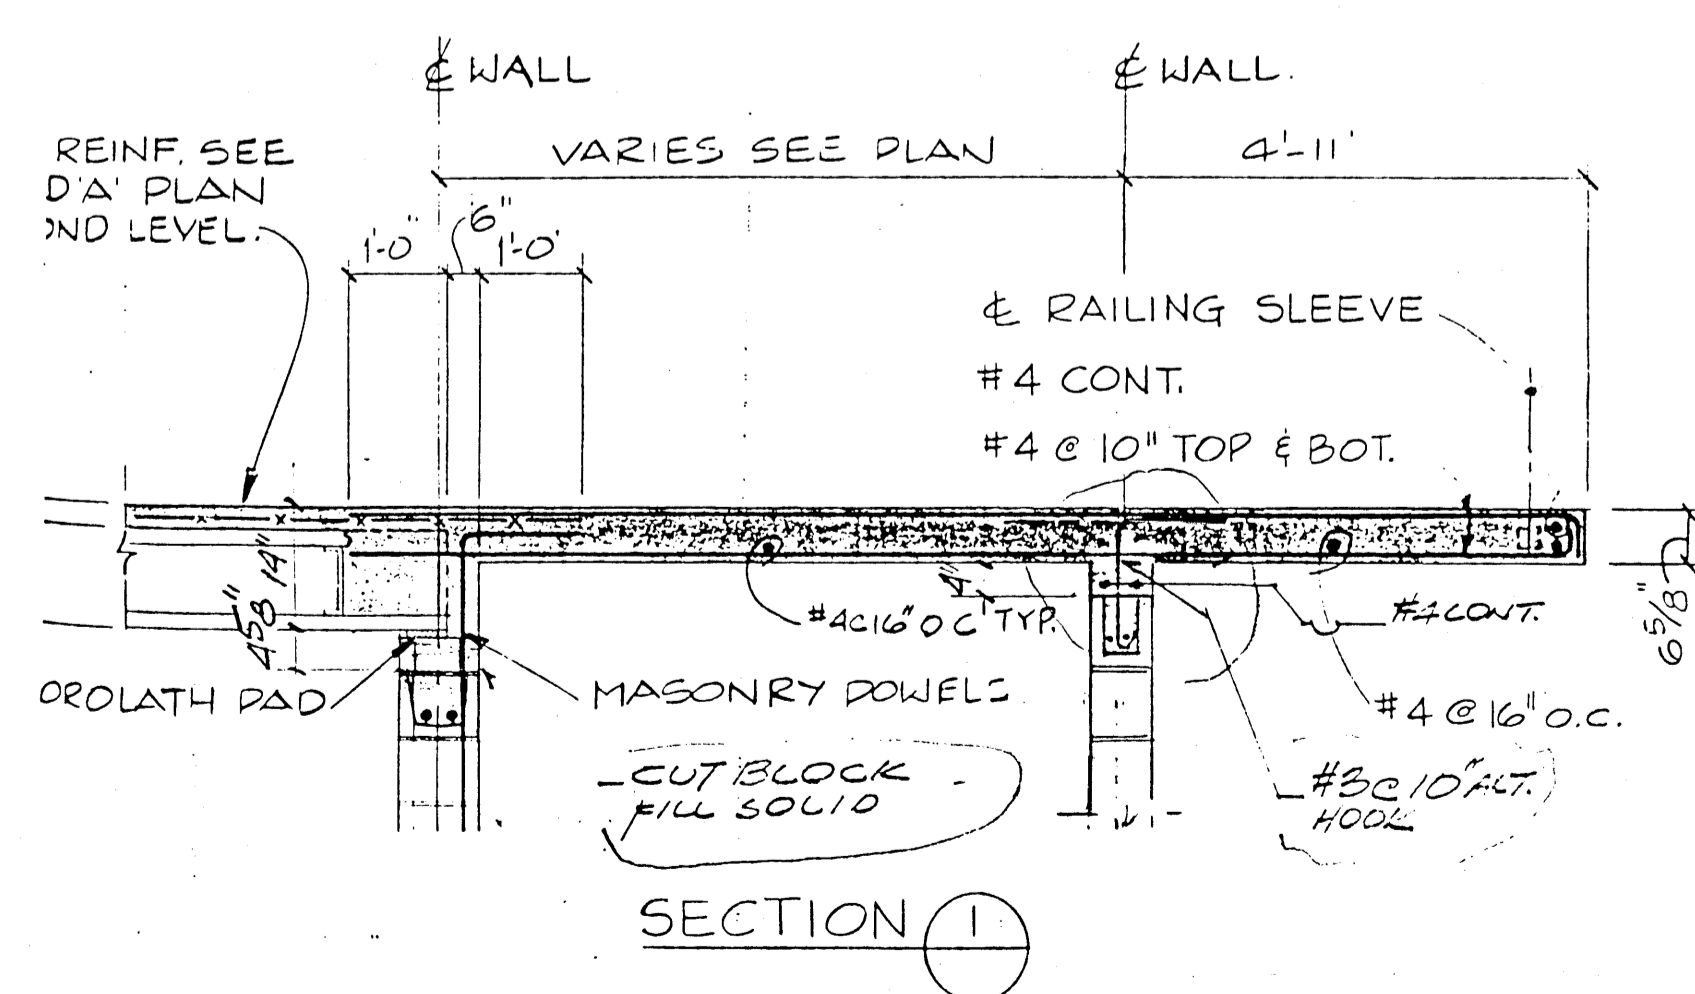 ℄ WALL
℄ WALL.
REINF. SEE
D 'A' PLAN
OND LEVEL.
VARIES SEE PLAN
4'-11'
1'-0"
6"
1'-0'
℄ RAILING SLEEVE
#4 CONT.
#4 @ 10" TOP & BOT.
14"
4 5/8"
4"
#4@16" O.C. TYP.
#4 CONT.
6 5/8"
OROLATH PAD
MASONRY DOWELS
#4 @ 16" O.C.
CUT BLOCK
FILL SOLID
#3@10" ALT.
HOOK
SECTION 1